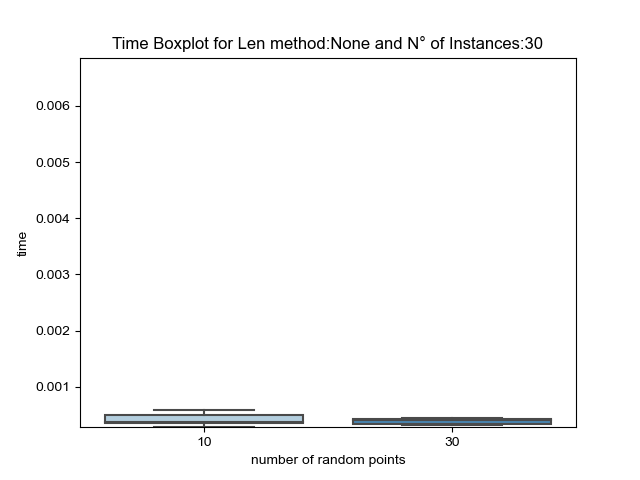 Time Boxplot for Len method:None and N° of Instances:30
0.006
0.005
0.004
0.003
0.002
0.001
time
10
30
number of random points